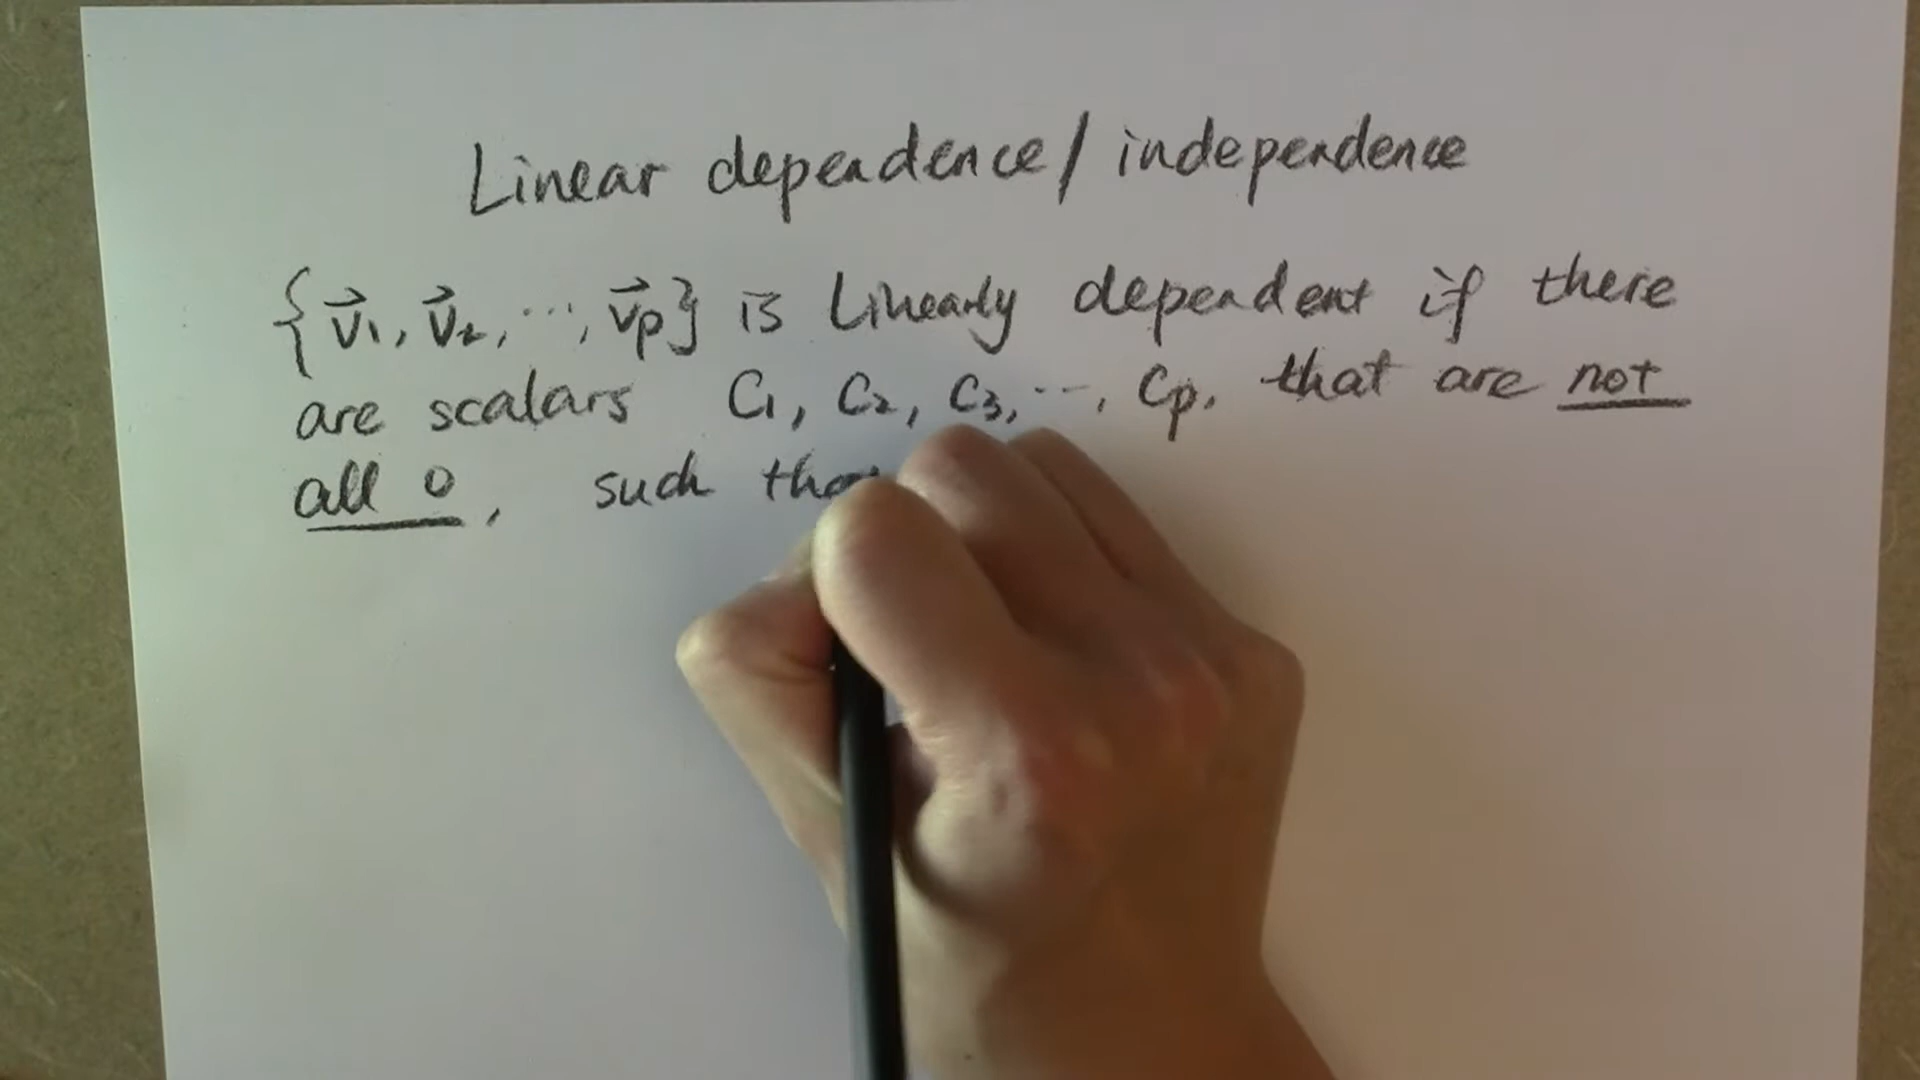 Linear dependence / independence
{v⃗₁, v⃗₂, ⋯, v⃗p} is Linearly dependent if there
are scalars C₁, C₂, C₃, ⋯, Cp, that are not
all 0, such that